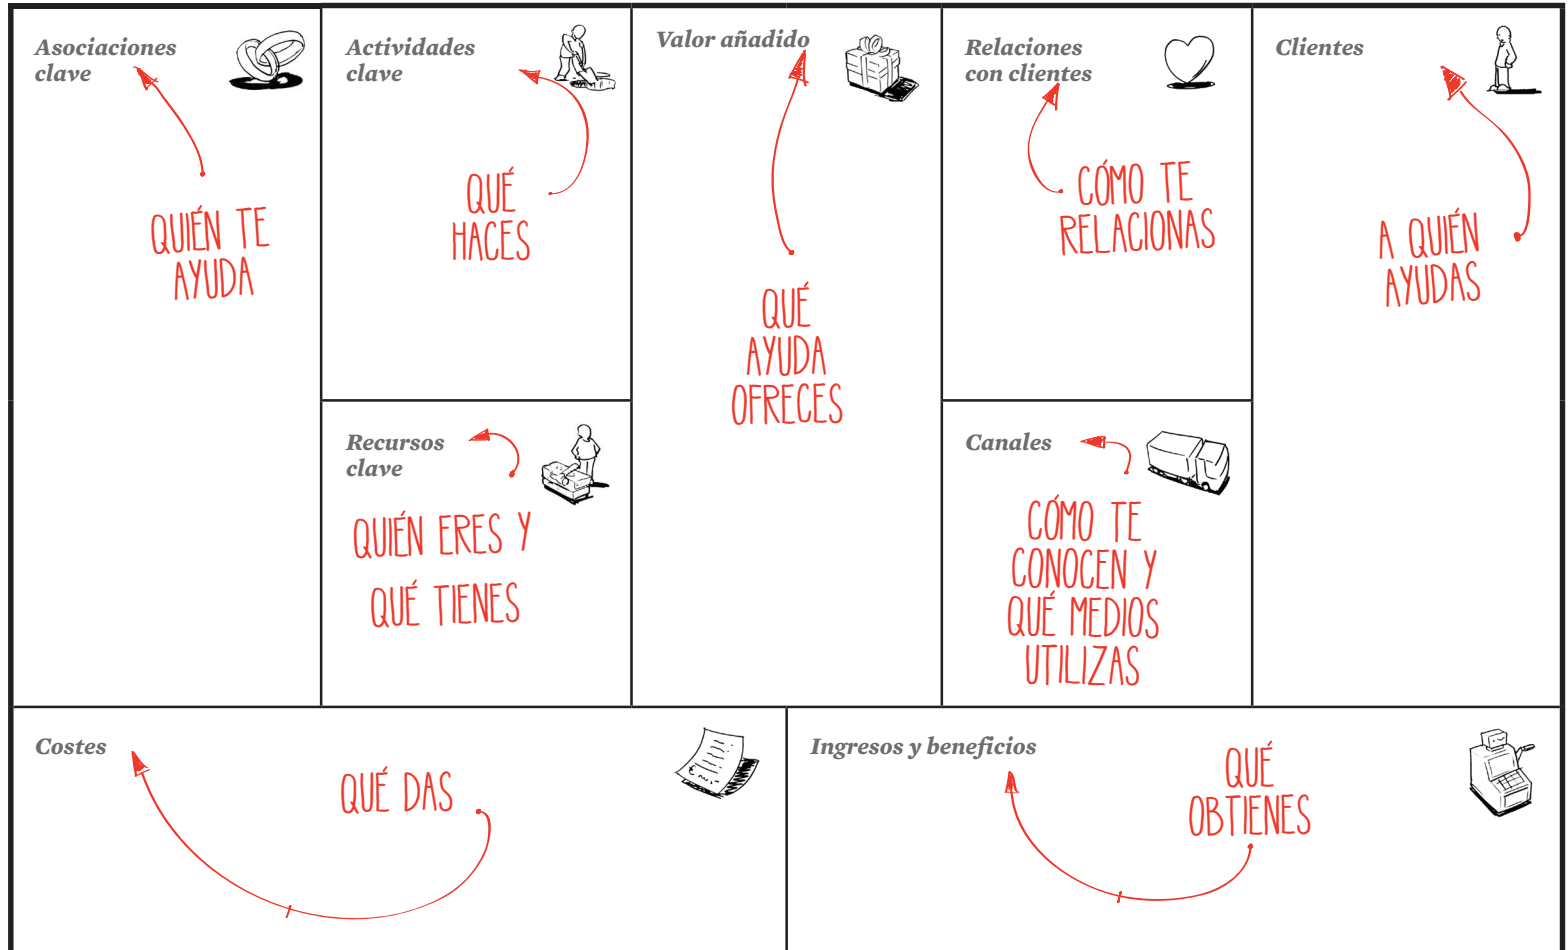 Asociaciones
clave
QUIÉN TE
AYUDA
Actividades
clave
QUÉ
HACES
Recursos
clave
QUIÉN ERES Y
QUÉ TIENES
Valor añadido
QUÉ
AYUDA
OFRECES
Relaciones
con clientes
CÓMO TE
RELACIONAS
Canales
CÓMO TE
CONOCEN Y
QUÉ MEDIOS
UTILIZAS
Clientes
A QUIÉN
AYUDAS
Costes
QUÉ DAS
Ingresos y beneficios
QUÉ
OBTIENES